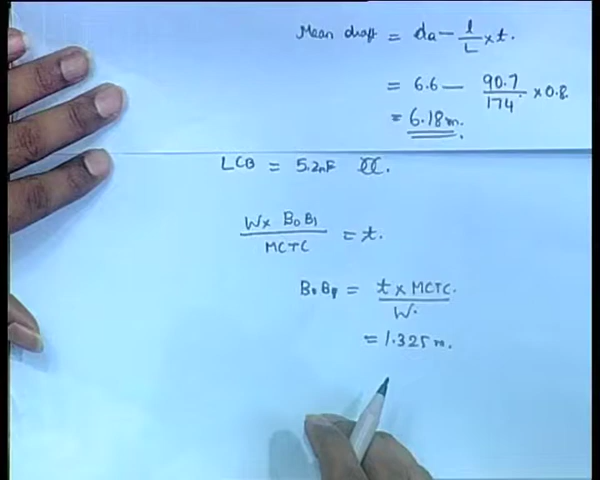 Mean draft = da - l/L x t.
= 6.6 - 90.7/174 x 0.8
= 6.18 m.
LCB = 5.2 m F
W x B₀B₁/MCTC = t.
B₀B₁ = t x MCTC/W.
= 1.325 m.